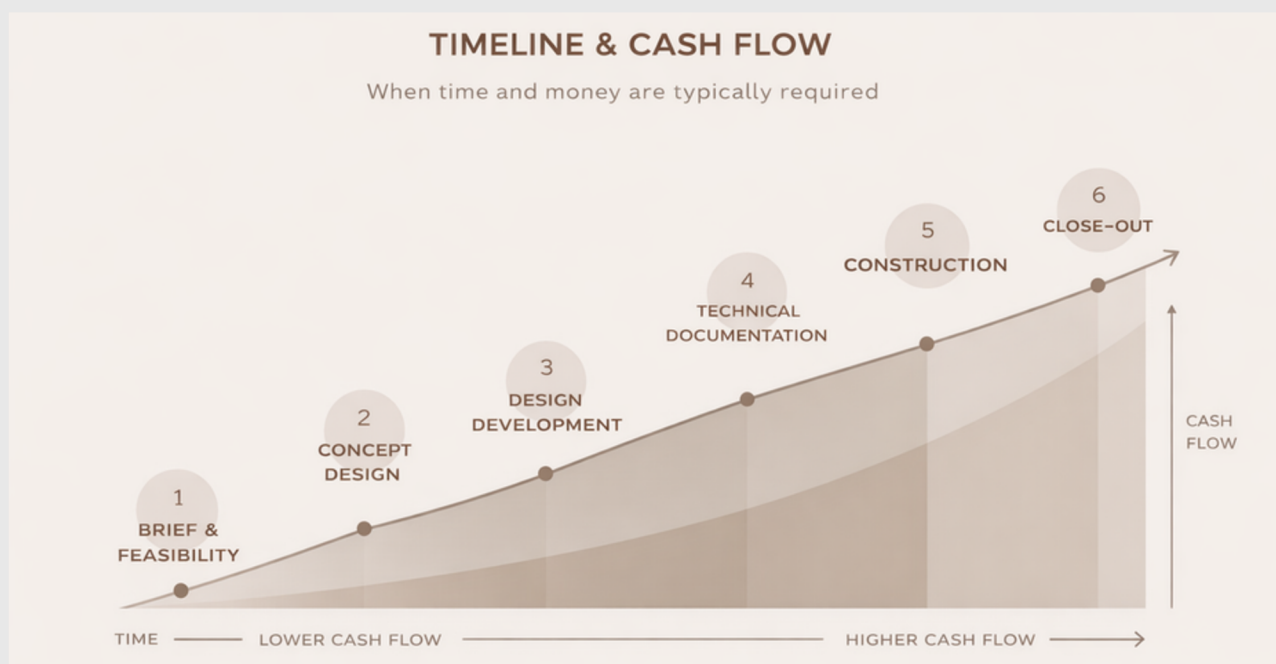 TIMELINE & CASH FLOW
When time and money are typically required
1
BRIEF &
FEASIBILITY
2
CONCEPT
DESIGN
3
DESIGN
DEVELOPMENT
4
TECHNICAL
DOCUMENTATION
5
CONSTRUCTION
6
CLOSE-OUT
CASH
FLOW
TIME LOWER CASH FLOW HIGHER CASH FLOW